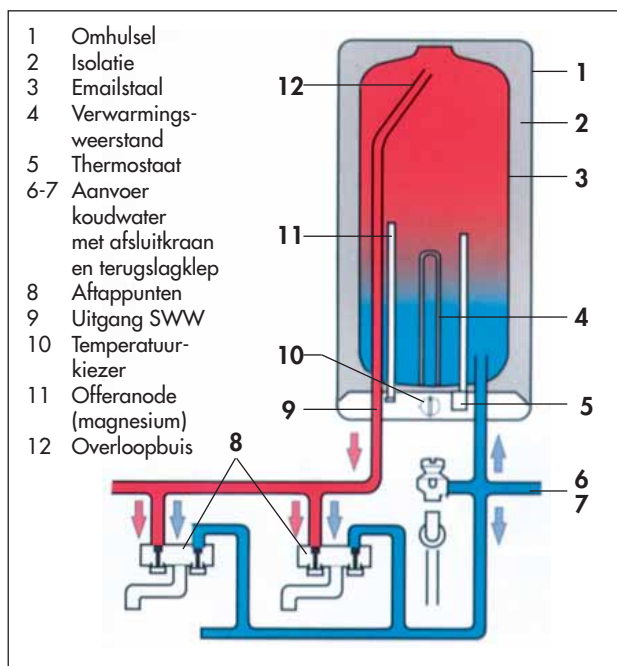 1 Omhulsel
2 Isolatie
3 Emailstaal
4 Verwarmings-
weerstand
5 Thermostaat
6-7 Aanvoer
koudwater
met afsluitkraan
en terugslagklep
8 Aftappunten
9 Uitgang SWW
10 Temperatuur-
kiezer
11 Offeranode
(magnesium)
12 Overloopbuis
12
1
2
3
11
4
10
9
5
8
6
7